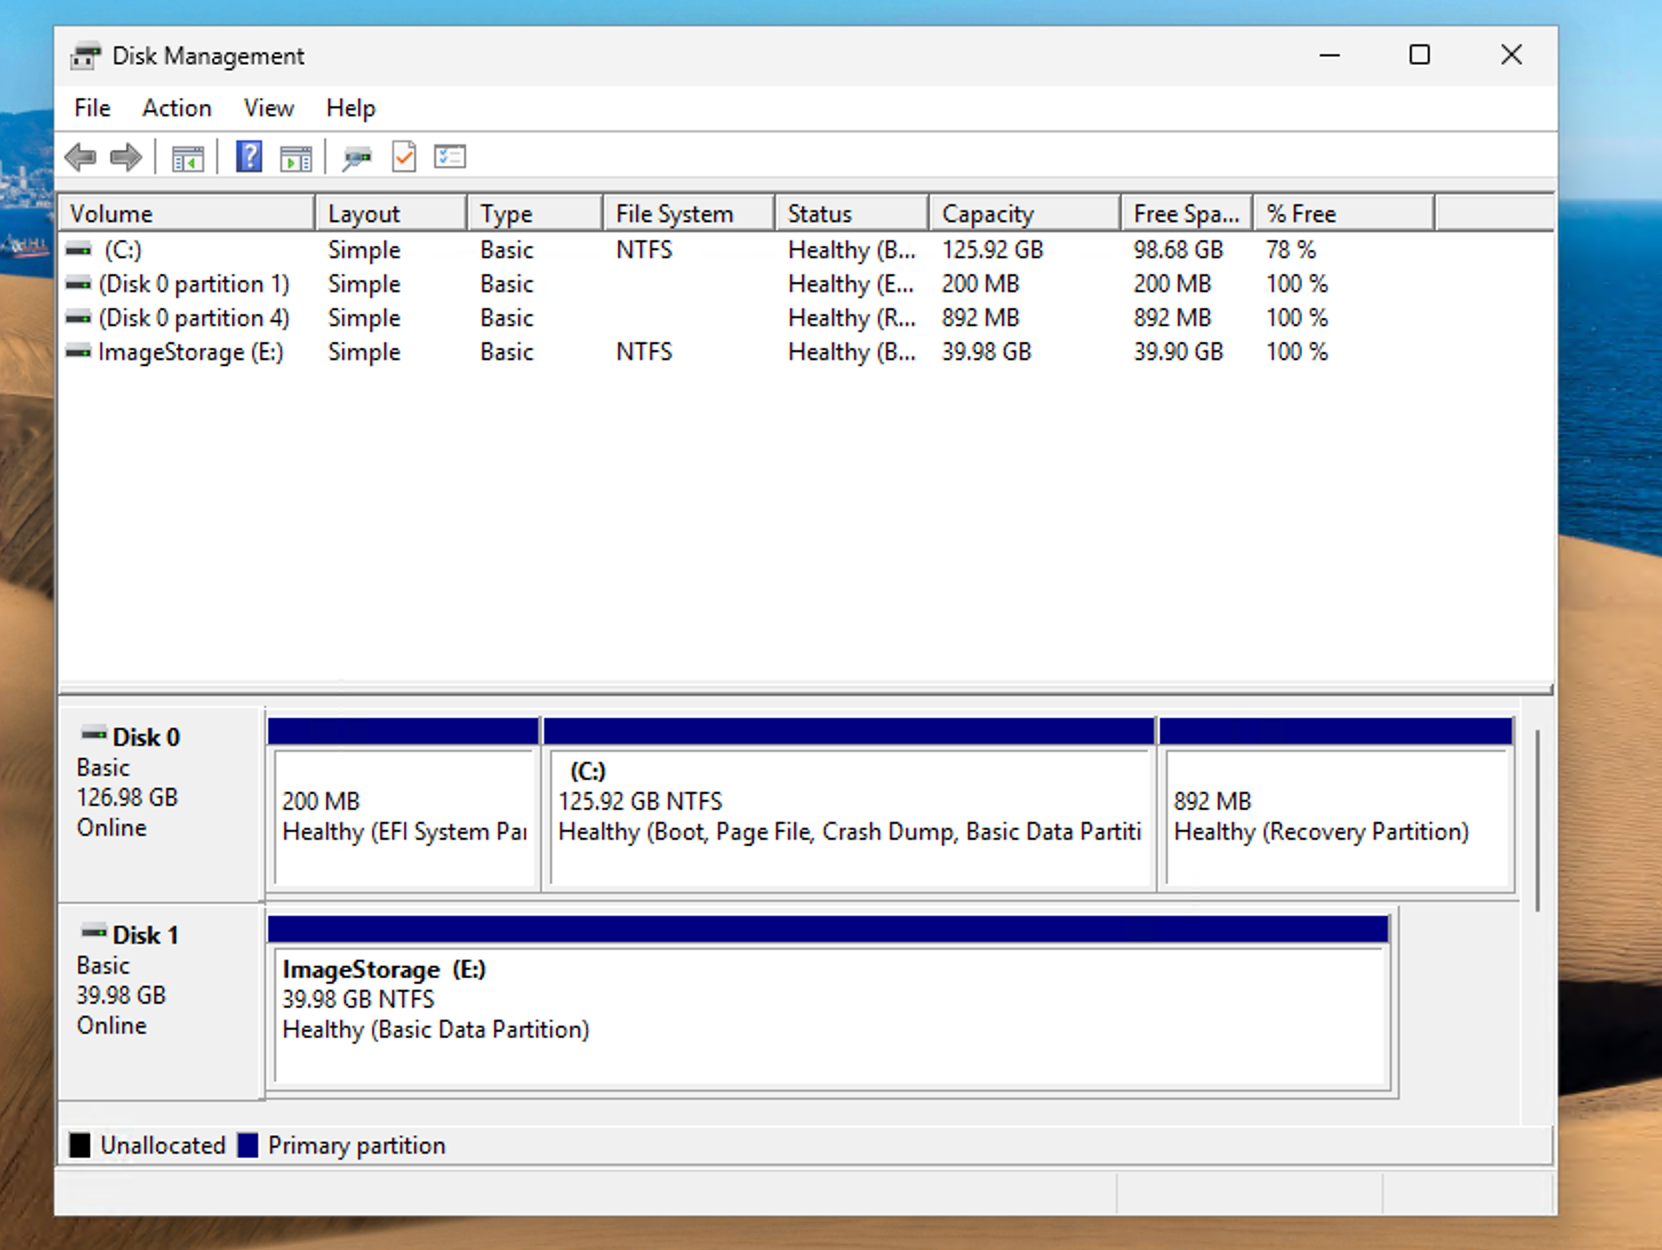 Disk Management
File Action View Help
Volume Layout Type File System Status Capacity Free Spa... % Free
(C:) Simple Basic NTFS Healthy (B... 125.92 GB 98.68 GB 78 %
(Disk 0 partition 1) Simple Basic Healthy (E... 200 MB 200 MB 100 %
(Disk 0 partition 4) Simple Basic Healthy (R... 892 MB 892 MB 100 %
ImageStorage (E:) Simple Basic NTFS Healthy (B... 39.98 GB 39.90 GB 100 %
Disk 0
Basic
126.98 GB
Online
200 MB
Healthy (EFI System Par
(C:)
125.92 GB NTFS
Healthy (Boot, Page File, Crash Dump, Basic Data Partiti
892 MB
Healthy (Recovery Partition)
Disk 1
Basic
39.98 GB
Online
ImageStorage (E:)
39.98 GB NTFS
Healthy (Basic Data Partition)
Unallocated Primary partition